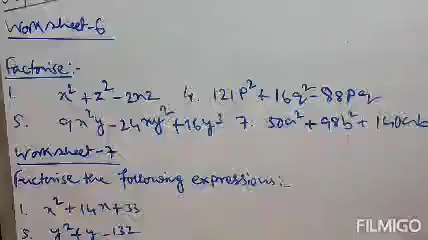 Worksheet-6
Factorise:-
1. x² + z² - 2xz 4. 121p² + 16q² - 88pq
5. 9x²y - 24xy² + 16y³ 7. 50a² + 98b² + 140ab
Worksheet-7
Factorise the following expressions:-
1. x² + 14x + 33
5. y² + y - 132
FILMIGO